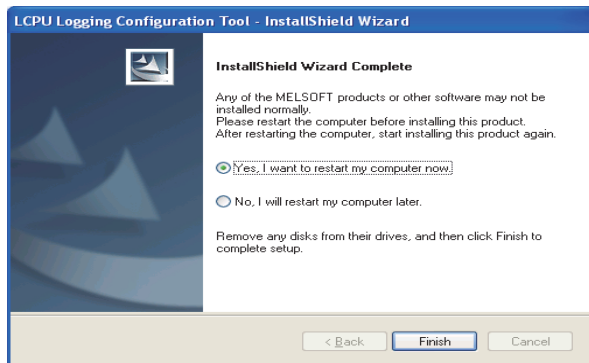 LCPU Logging Configuration Tool - InstallShield Wizard
InstallShield Wizard Complete
Any of the MELSOFT products or other software may not be
installed normally.
Please restart the computer before installing this product.
After restarting the computer, start installing this product again.
Yes, I want to restart my computer now.
No, I will restart my computer later.
Remove any disks from their drives, and then click Finish to
complete setup.
< Back
Finish
Cancel